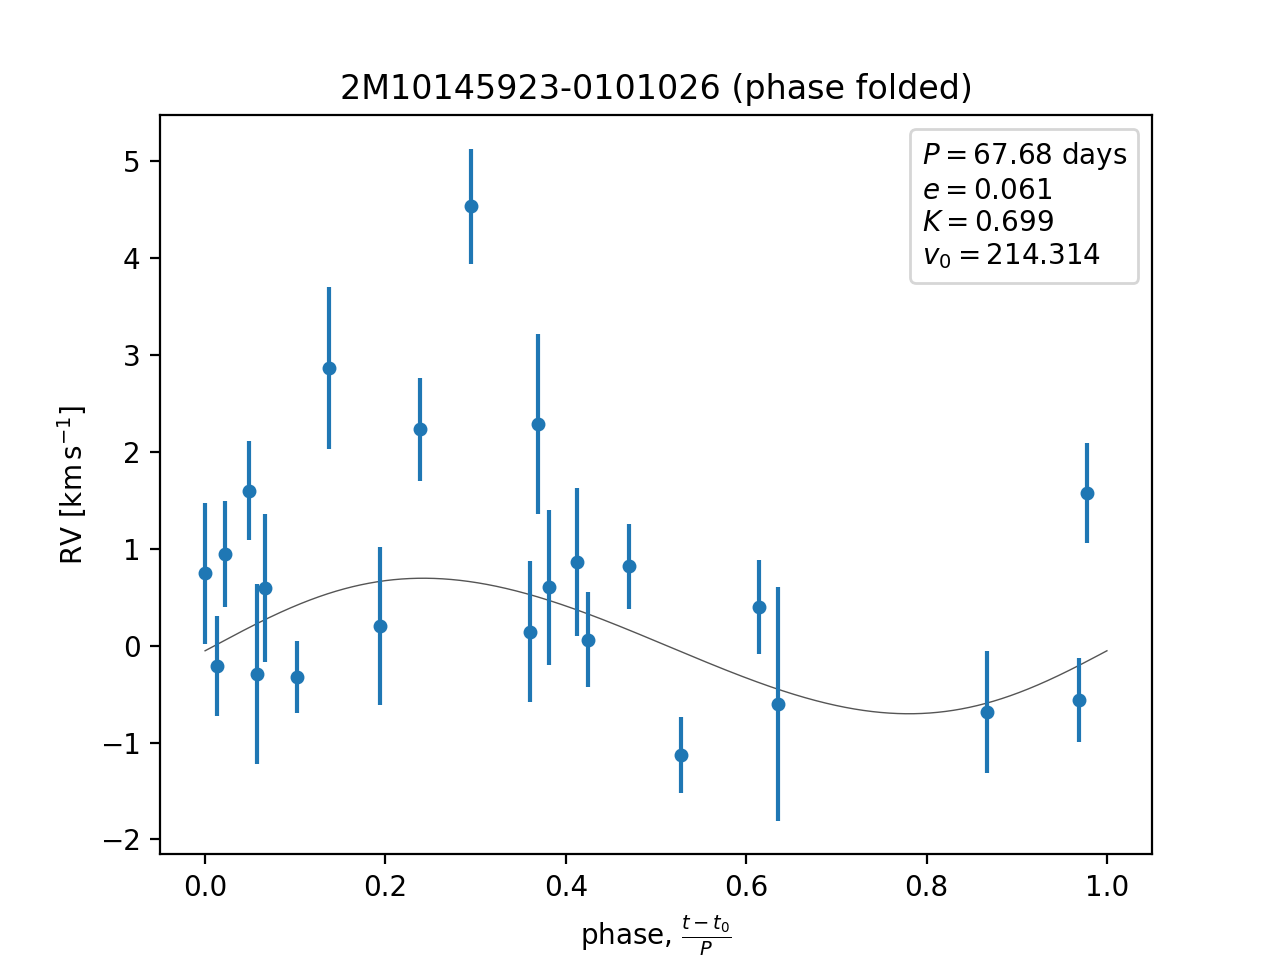 2M10145923-0101026 (phase folded)
P = 67.68 days
e = 0.061
K = 0.699
v₀ = 214.314
RV [km s⁻¹]
5
4
3
2
1
0
−1
−2
0.0 0.2 0.4 0.6 0.8 1.0
phase, (t − t₀)/P